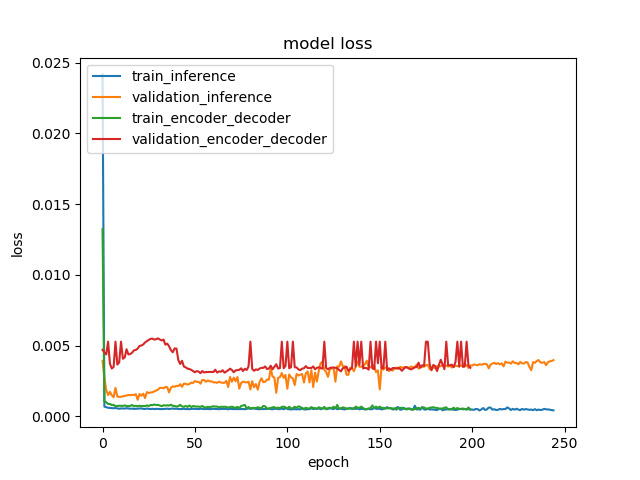 model loss
train_inference
validation_inference
train_encoder_decoder
validation_encoder_decoder
0.025
0.020
0.015
0.010
0.005
0.000
loss
0
50
100
150
200
250
epoch